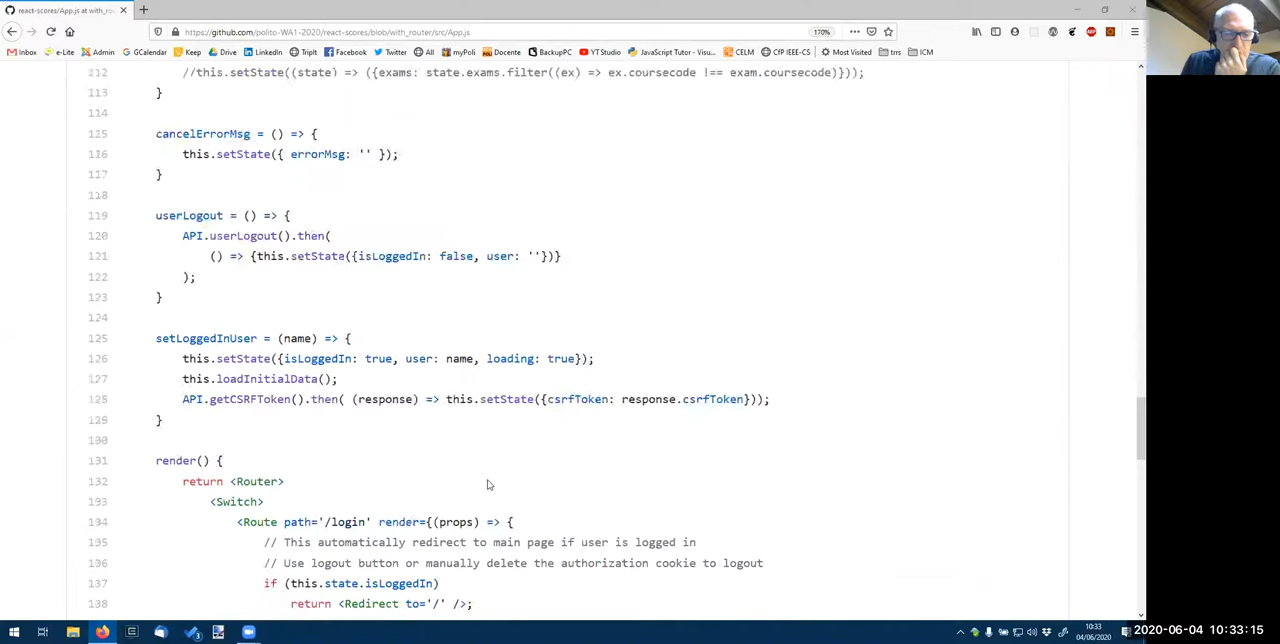 react-scores/App.js at with_rou
https://github.com/polito-WA1-2020/react-scores/blob/with_router/src/App.js
170%
Inbox
e-Lite
Admin
GCalendar
Keep
Drive
LinkedIn
TripIt
Facebook
Twitter
All
myPoli
Docente
BackupPC
YT Studio
JavaScript Tutor - Visu...
CELM
CfP IEEE-CS
Most Visited
trrs
ICM
112 //this.setState((state) => ({exams: state.exams.filter((ex) => ex.coursecode !== exam.coursecode)}));
113 }
114
115 cancelErrorMsg = () => {
116 this.setState({ errorMsg: '' });
117 }
118
119 userLogout = () => {
120 API.userLogout().then(
121 () => {this.setState({isLoggedIn: false, user: ''})}
122 );
123 }
124
125 setLoggedInUser = (name) => {
126 this.setState({isLoggedIn: true, user: name, loading: true});
127 this.loadInitialData();
128 API.getCSRFToken().then( (response) => this.setState({csrfToken: response.csrfToken}));
129 }
130
131 render() {
132 return <Router>
133 <Switch>
134 <Route path='/login' render={(props) => {
135 // This automatically redirect to main page if user is logged in
136 // Use logout button or manually delete the authorization cookie to logout
137 if (this.state.isLoggedIn)
138 return <Redirect to='/' />;
10:33
04/06/2020
2020-06-04 10:33:15